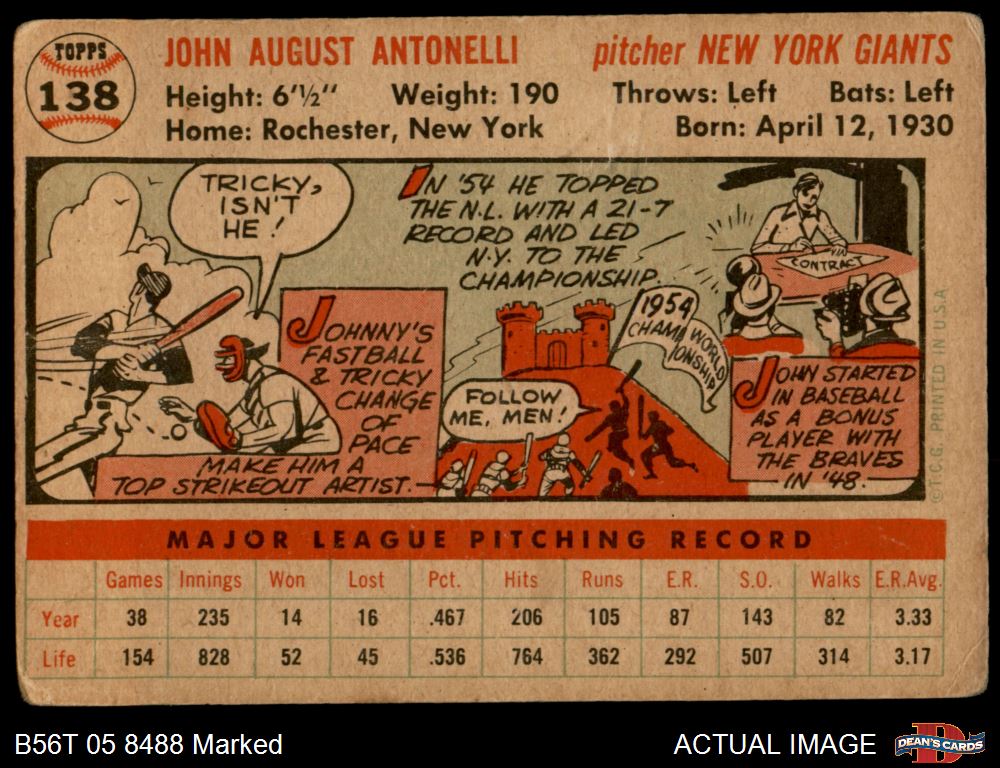 TOPPS
138
JOHN AUGUST ANTONELLI
pitcher NEW YORK GIANTS
Height: 6'½" Weight: 190 Throws: Left Bats: Left
Home: Rochester, New York Born: April 12, 1930
TRICKY,
ISN'T
HE!
JOHNNY'S
FASTBALL
& TRICKY
CHANGE
OF
PACE
MAKE HIM A
TOP STRIKEOUT ARTIST.
IN '54 HE TOPPED
THE N.L. WITH A 21-7
RECORD AND LED
N.Y. TO THE
CHAMPIONSHIP.
1954
WORLD
CHAMPIONSHIP
FOLLOW
ME, MEN!
CONTRACT
JOHN STARTED
IN BASEBALL
AS A BONUS
PLAYER WITH
THE BRAVES
IN '48.
© T.C.G. PRINTED IN U.S.A.
MAJOR LEAGUE PITCHING RECORD
Games Innings Won Lost Pct. Hits Runs E.R. S.O. Walks E.R.Avg.
Year 38 235 14 16 .467 206 105 87 143 82 3.33
Life 154 828 52 45 .536 764 362 292 507 314 3.17
B56T 05 8488 Marked
ACTUAL IMAGE
D
DEAN'S CARDS